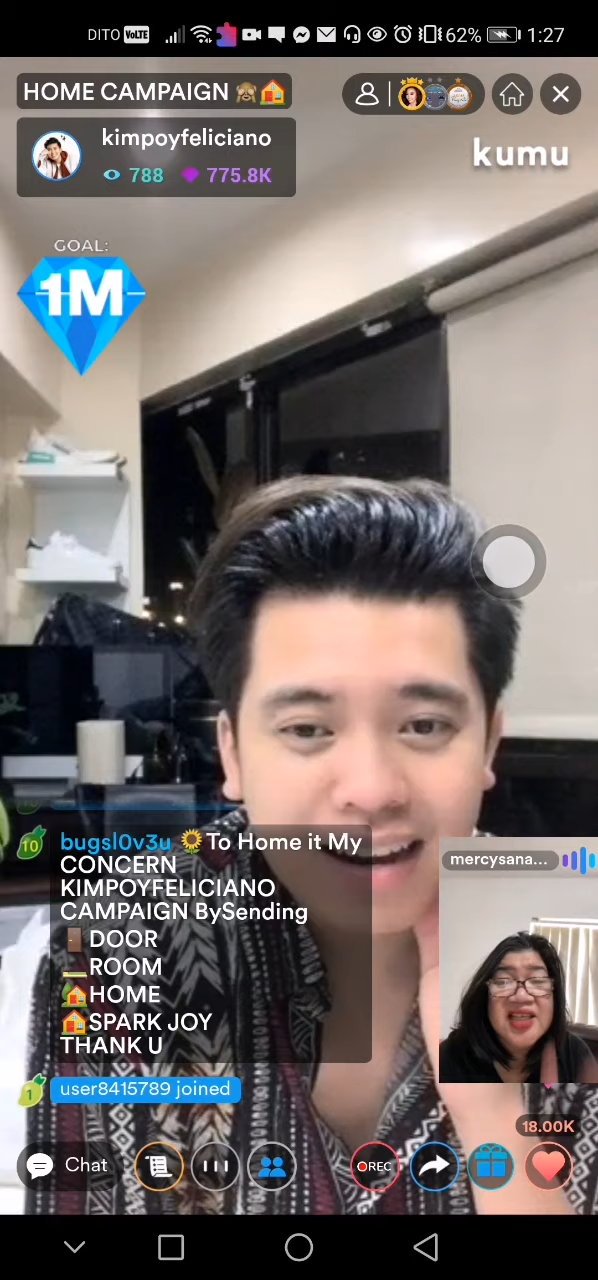 DITO VoLTE 62% 1:27
HOME CAMPAIGN 🙈🏠
kimpoyfeliciano
788 775.8K
kumu
GOAL:
1M
10 bugsl0v3u 🌻To Home it My
CONCERN
KIMPOYFELICIANO
CAMPAIGN BySending
🚪DOOR
ROOM
🏡HOME
🏠SPARK JOY
THANK U
mercysana...
1 user8415789 joined
18.00K
Chat
REC